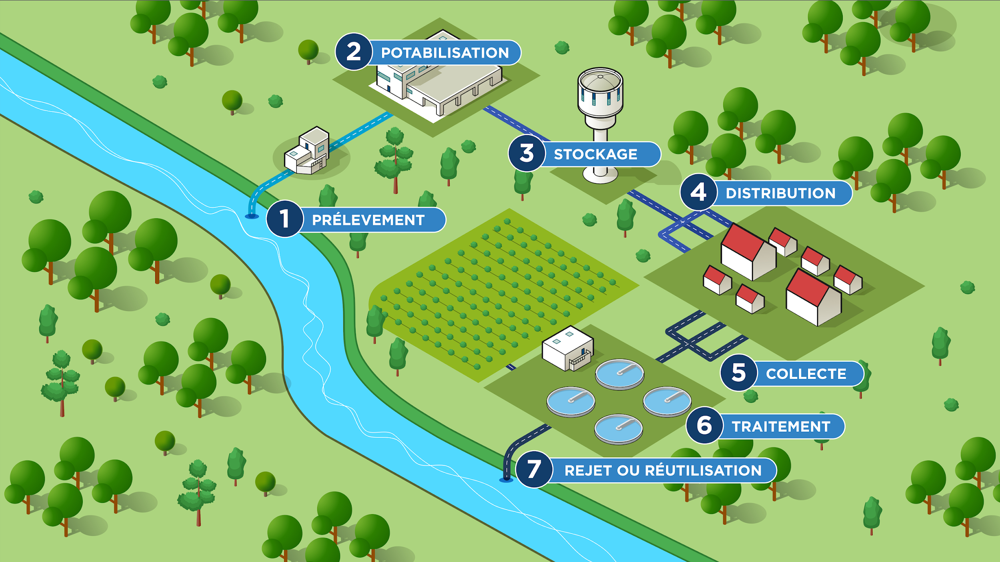 2 POTABILISATION
3 STOCKAGE
4 DISTRIBUTION
1 PRÉLEVEMENT
5 COLLECTE
6 TRAITEMENT
7 REJET OU RÉUTILISATION